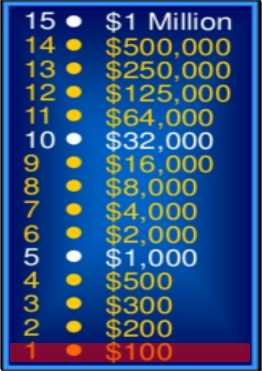 15 • $1 Million
14 • $500,000
13 • $250,000
12 • $125,000
11 • $64,000
10 • $32,000
9 • $16,000
8 • $8,000
7 • $4,000
6 • $2,000
5 • $1,000
4 • $500
3 • $300
2 • $200
1 • $100